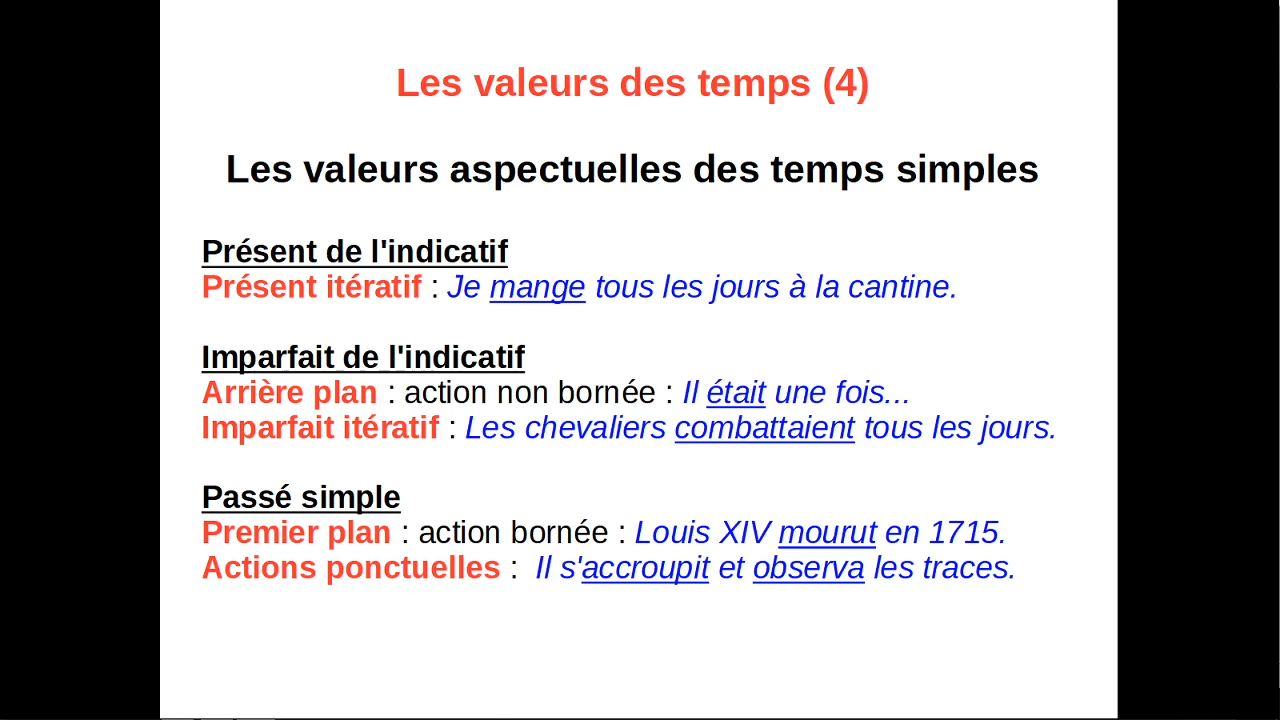 Les valeurs des temps (4)
Les valeurs aspectuelles des temps simples
Présent de l'indicatif
Présent itératif : Je mange tous les jours à la cantine.
Imparfait de l'indicatif
Arrière plan : action non bornée : Il était une fois...
Imparfait itératif : Les chevaliers combattaient tous les jours.
Passé simple
Premier plan : action bornée : Louis XIV mourut en 1715.
Actions ponctuelles :  Il s'accroupit et observa les traces.